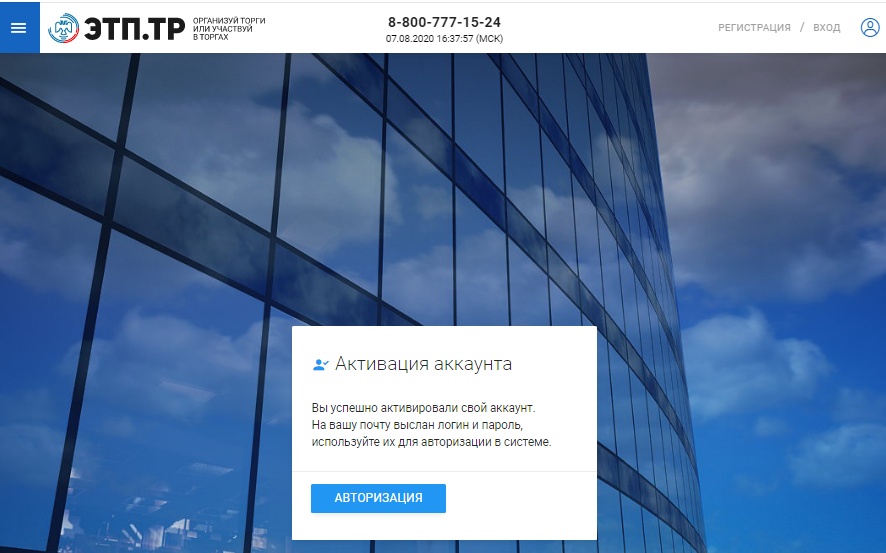 ЭТП.ТР
ОРГАНИЗУЙ ТОРГИ
ИЛИ УЧАСТВУЙ
В ТОРГАХ
8-800-777-15-24
07.08.2020 16:37:57 (МСК)
РЕГИСТРАЦИЯ / ВХОД
Активация аккаунта
Вы успешно активировали свой аккаунт.
На вашу почту выслан логин и пароль,
используйте их для авторизации в системе.
АВТОРИЗАЦИЯ